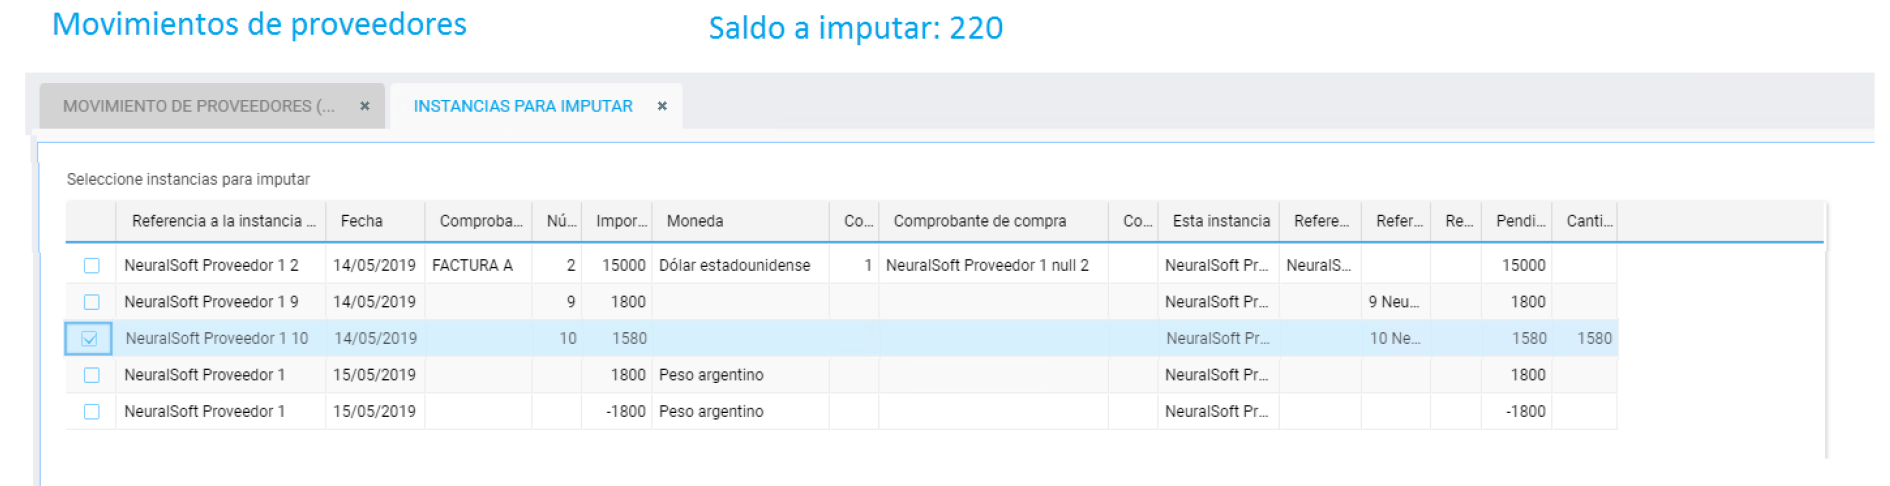 Movimientos de proveedores Saldo a imputar: 220
MOVIMIENTO DE PROVEEDORES (... × INSTANCIAS PARA IMPUTAR ×
Seleccione instancias para imputar
Referencia a la instancia ... Fecha Comproba... Nú... Impor... Moneda Co... Comprobante de compra Co... Esta instancia Refere... Refer... Re... Pendi... Canti...
NeuralSoft Proveedor 1 2 14/05/2019 FACTURA A 2 15000 Dólar estadounidense 1 NeuralSoft Proveedor 1 null 2 NeuralSoft Pr... NeuralS... 15000
NeuralSoft Proveedor 1 9 14/05/2019 9 1800 NeuralSoft Pr... 9 Neu... 1800
NeuralSoft Proveedor 1 10 14/05/2019 10 1580 NeuralSoft Pr... 10 Ne... 1580 1580
NeuralSoft Proveedor 1 15/05/2019 1800 Peso argentino NeuralSoft Pr... 1800
NeuralSoft Proveedor 1 15/05/2019 -1800 Peso argentino NeuralSoft Pr... -1800